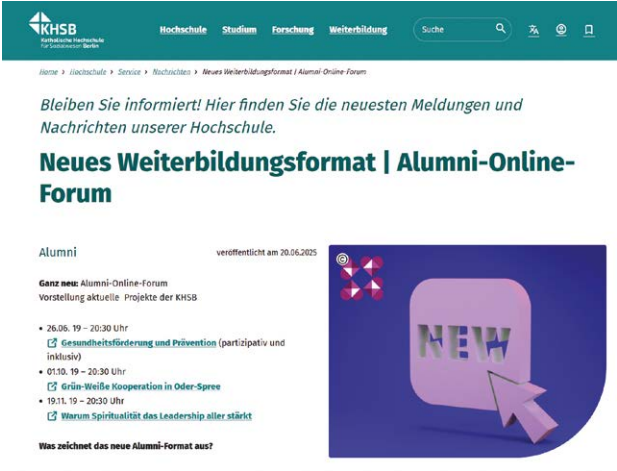 KHSB
Katholische Hochschule
für Sozialwesen Berlin
Hochschule Studium Forschung Weiterbildung Suche
Home > Hochschule > Service > Nachrichten > Neues Weiterbildungsformat | Alumni-Online-Forum
Bleiben Sie informiert! Hier finden Sie die neuesten Meldungen und
Nachrichten unserer Hochschule.
Neues Weiterbildungsformat | Alumni-Online-
Forum
Alumni
veröffentlicht am 20.06.2025
Ganz neu: Alumni-Online-Forum
Vorstellung aktuelle Projekte der KHSB
• 26.06. 19 – 20:30 Uhr
Gesundheitsförderung und Prävention (partizipativ und
inklusiv)
• 01.10. 19 – 20:30 Uhr
Grün-Weiße Kooperation in Oder-Spree
• 19.11. 19 – 20:30 Uhr
Warum Spiritualität das Leadership aller stärkt
Was zeichnet das neue Alumni-Format aus?
©
NEW